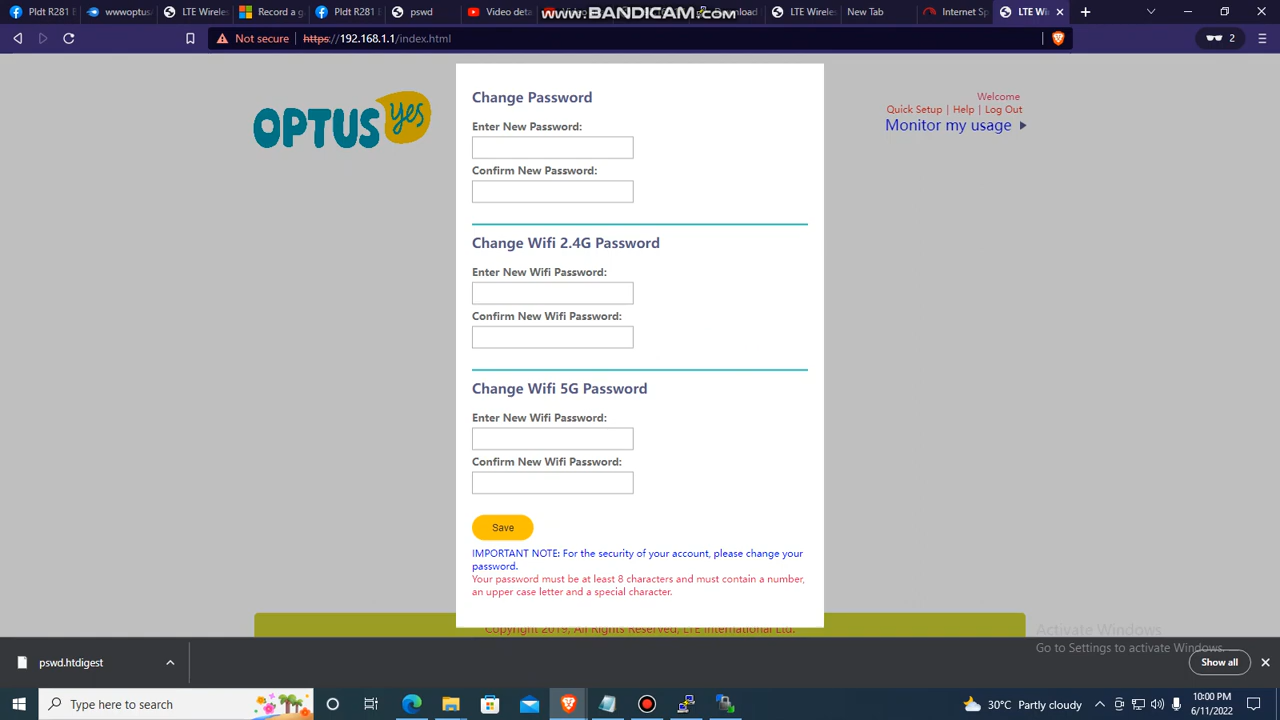 Pldt R281 E
wwwoptus
LTE Wirele
Record a g
Pldt R281 E
pswd
Video deta
www.BANDICAM.com
LTE Wirele
New Tab
Internet Sp
LTE Wi
Not secure
https://192.168.1.1/index.html
2
OPTUS yes
Welcome
Quick Setup | Help | Log Out
Monitor my usage
Change Password
Enter New Password:
Confirm New Password:
Change Wifi 2.4G Password
Enter New Wifi Password:
Confirm New Wifi Password:
Change Wifi 5G Password
Enter New Wifi Password:
Confirm New Wifi Password:
Save
IMPORTANT NOTE: For the security of your account, please change your
password.
Your password must be at least 8 characters and must contain a number,
an upper case letter and a special character.
Copyright 2019, All Rights Reserved, LTE International Ltd.
Activate Windows
Go to Settings to activate Windows.
pswd.htdigest
Show all
Type here to search
30°C Partly cloudy
10:00 PM
6/11/2022